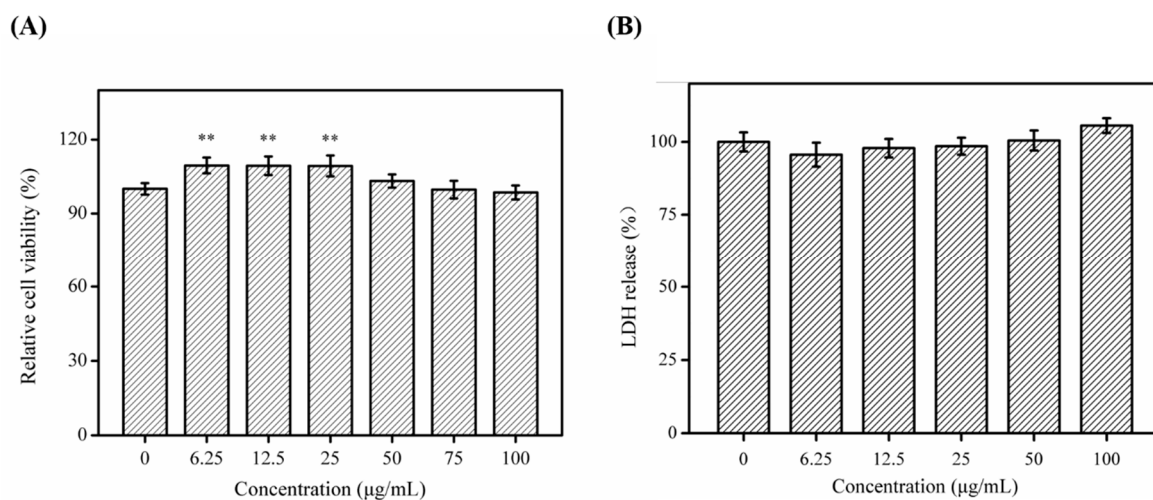 (A)
Relative cell viability (%)
120
90
60
30
0
** ** **
0 6.25 12.5 25 50 75 100
Concentration (μg/mL)
(B)
LDH release (%)
100
75
50
25
0
0 6.25 12.5 25 50 100
Concentration (μg/mL)